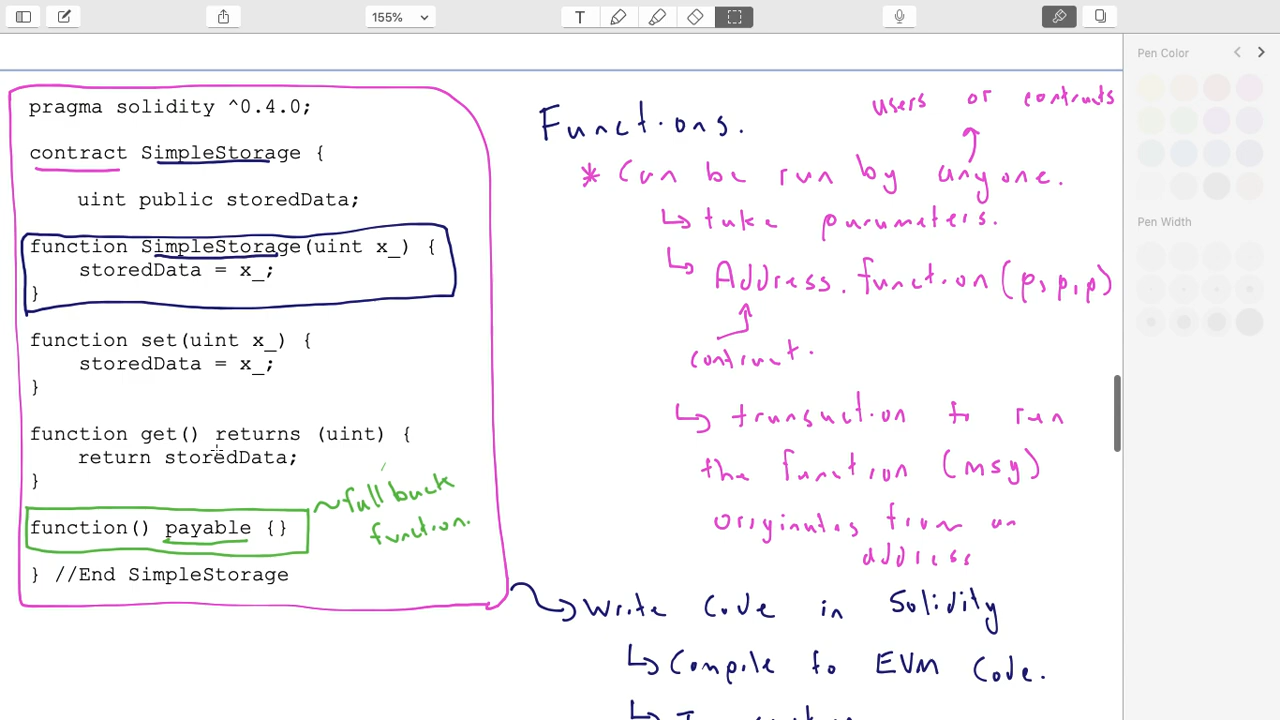 155%
T
Pen Color
Pen Width
pragma solidity ^0.4.0;
contract SimpleStorage {
uint public storedData;
function SimpleStorage(uint x_) {
storedData = x_;
}
function set(uint x_) {
storedData = x_;
}
function get() returns (uint) {
return storedData;
}
function() payable {}
} //End SimpleStorage
~fallback
function.
Functions.
users or contracts
* Can be run by anyone.
↳ take parameters.
↳ Address.function(p,p,p)
contract.
↳ transaction to run
the function (msg)
originates from an
address
Write Code in Solidity
↳ Compile to EVM Code.